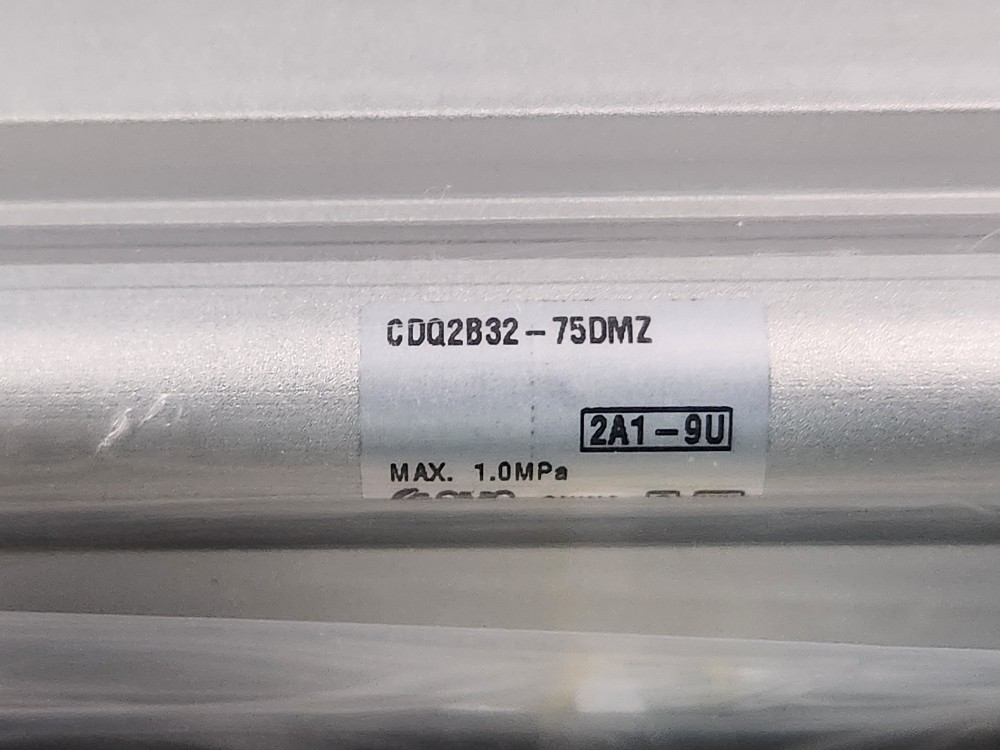 CDQ2B32-75DMZ
2A1-9U
MAX. 1.0MPa